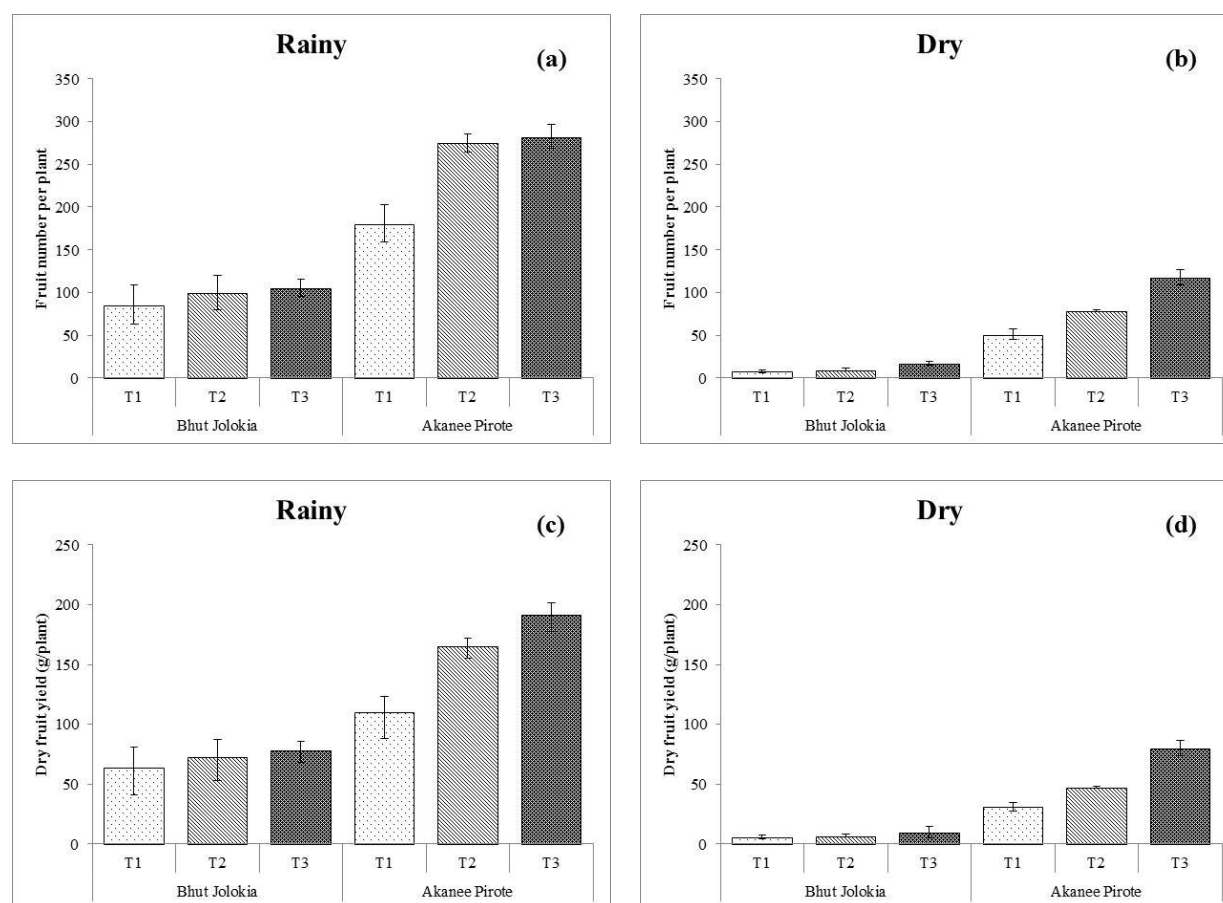 Rainy
(a)
Fruit number per plant
350
300
250
200
150
100
50
0
T1 T2 T3 T1 T2 T3
Bhut Jolokia Akanee Pirote
Dry
(b)
Fruit number per plant
350
300
250
200
150
100
50
0
T1 T2 T3 T1 T2 T3
Bhut Jolokia Akanee Pirote
Rainy
(c)
Dry fruit yield (g/plant)
250
200
150
100
50
0
T1 T2 T3 T1 T2 T3
Bhut Jolokia Akanee Pirote
Dry
(d)
Dry fruit yield (g/plant)
250
200
150
100
50
0
T1 T2 T3 T1 T2 T3
Bhut Jolokia Akanee Pirote